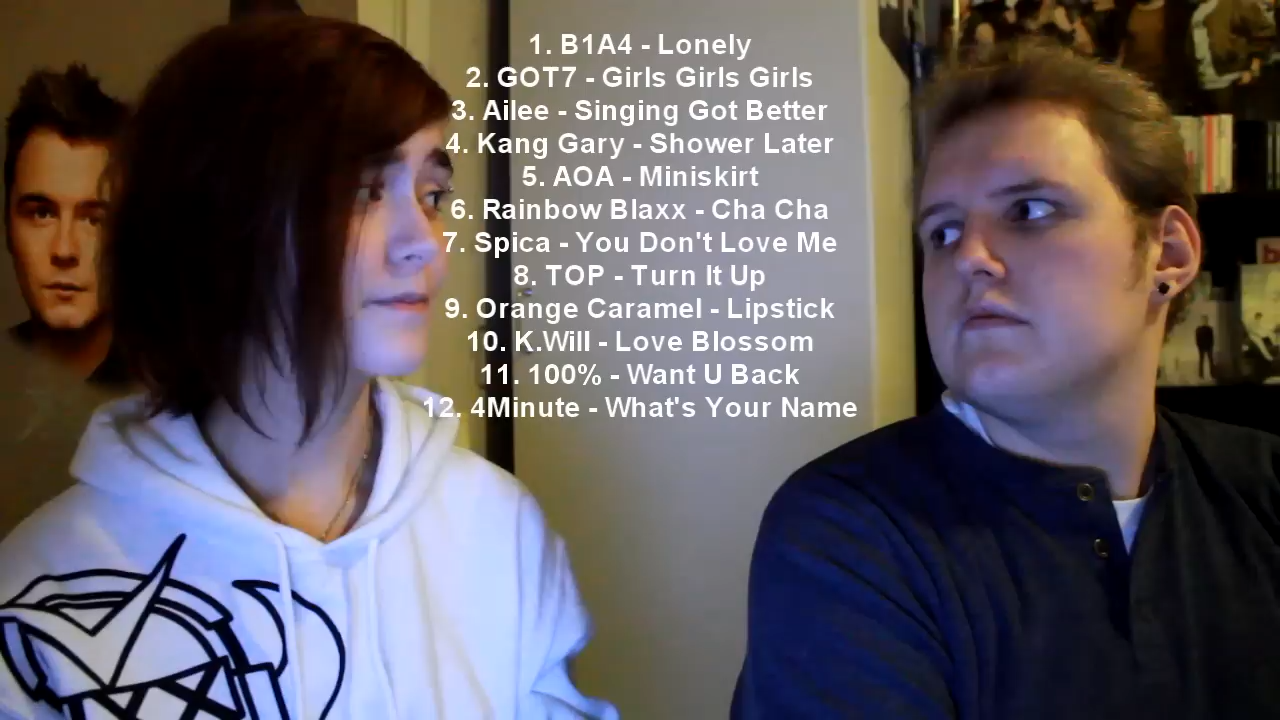 1. B1A4 - Lonely
2. GOT7 - Girls Girls Girls
3. Ailee - Singing Got Better
4. Kang Gary - Shower Later
5. AOA - Miniskirt
6. Rainbow Blaxx - Cha Cha
7. Spica - You Don't Love Me
8. TOP - Turn It Up
9. Orange Caramel - Lipstick
10. K.Will - Love Blossom
11. 100% - Want U Back
12. 4Minute - What's Your Name